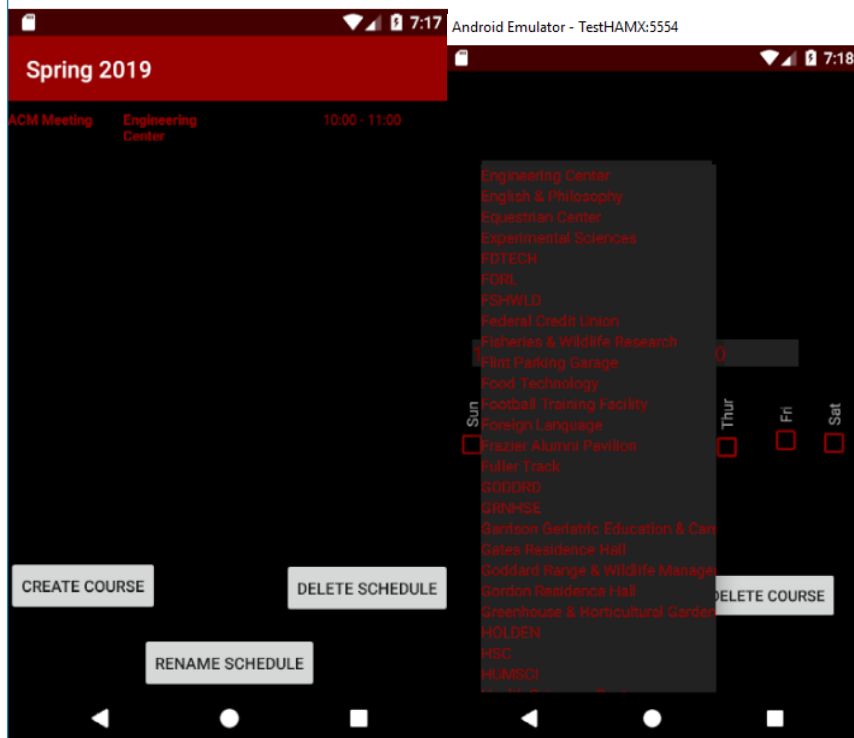 7:17
Spring 2019
ACM Meeting
Engineering
Center
10:00 - 11:00
CREATE COURSE
DELETE SCHEDULE
RENAME SCHEDULE
Android Emulator - TestHAMX:5554
7:18
Engineering Center
English & Philosophy
Equestrian Center
Experimental Sciences
FDTECH
FORL
FSHWLD
Federal Credit Union
Fisheries & Wildlife Research
1
0
Flint Parking Garage
Food Technology
Football Training Facility
Foreign Language
Frazier Alumni Pavilion
Fuller Track
GODDRD
GRNHSE
Garrison Geriatric Education & Care
Gates Residence Hall
Goddard Range & Wildlife Manage
Gordon Residence Hall
Greenhouse & Horticultural Garden
HOLDEN
HSC
HUMSCI
Sun
Thur
Fri
Sat
DELETE COURSE